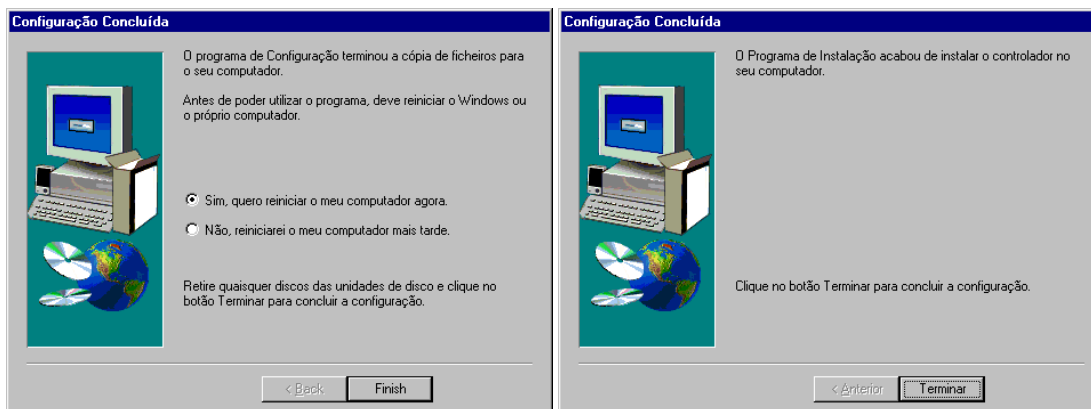 Configuração Concluída
O programa de Configuração terminou a cópia de ficheiros para
o seu computador.
Antes de poder utilizar o programa, deve reiniciar o Windows ou
o próprio computador.
Sim, quero reiniciar o meu computador agora.
Não, reiniciarei o meu computador mais tarde.
Retire quaisquer discos das unidades de disco e clique no
botão Terminar para concluir a configuração.
< Back
Finish
Configuração Concluída
O Programa de Instalação acabou de instalar o controlador no
seu computador.
Clique no botão Terminar para concluir a configuração.
< Anterior
Terminar